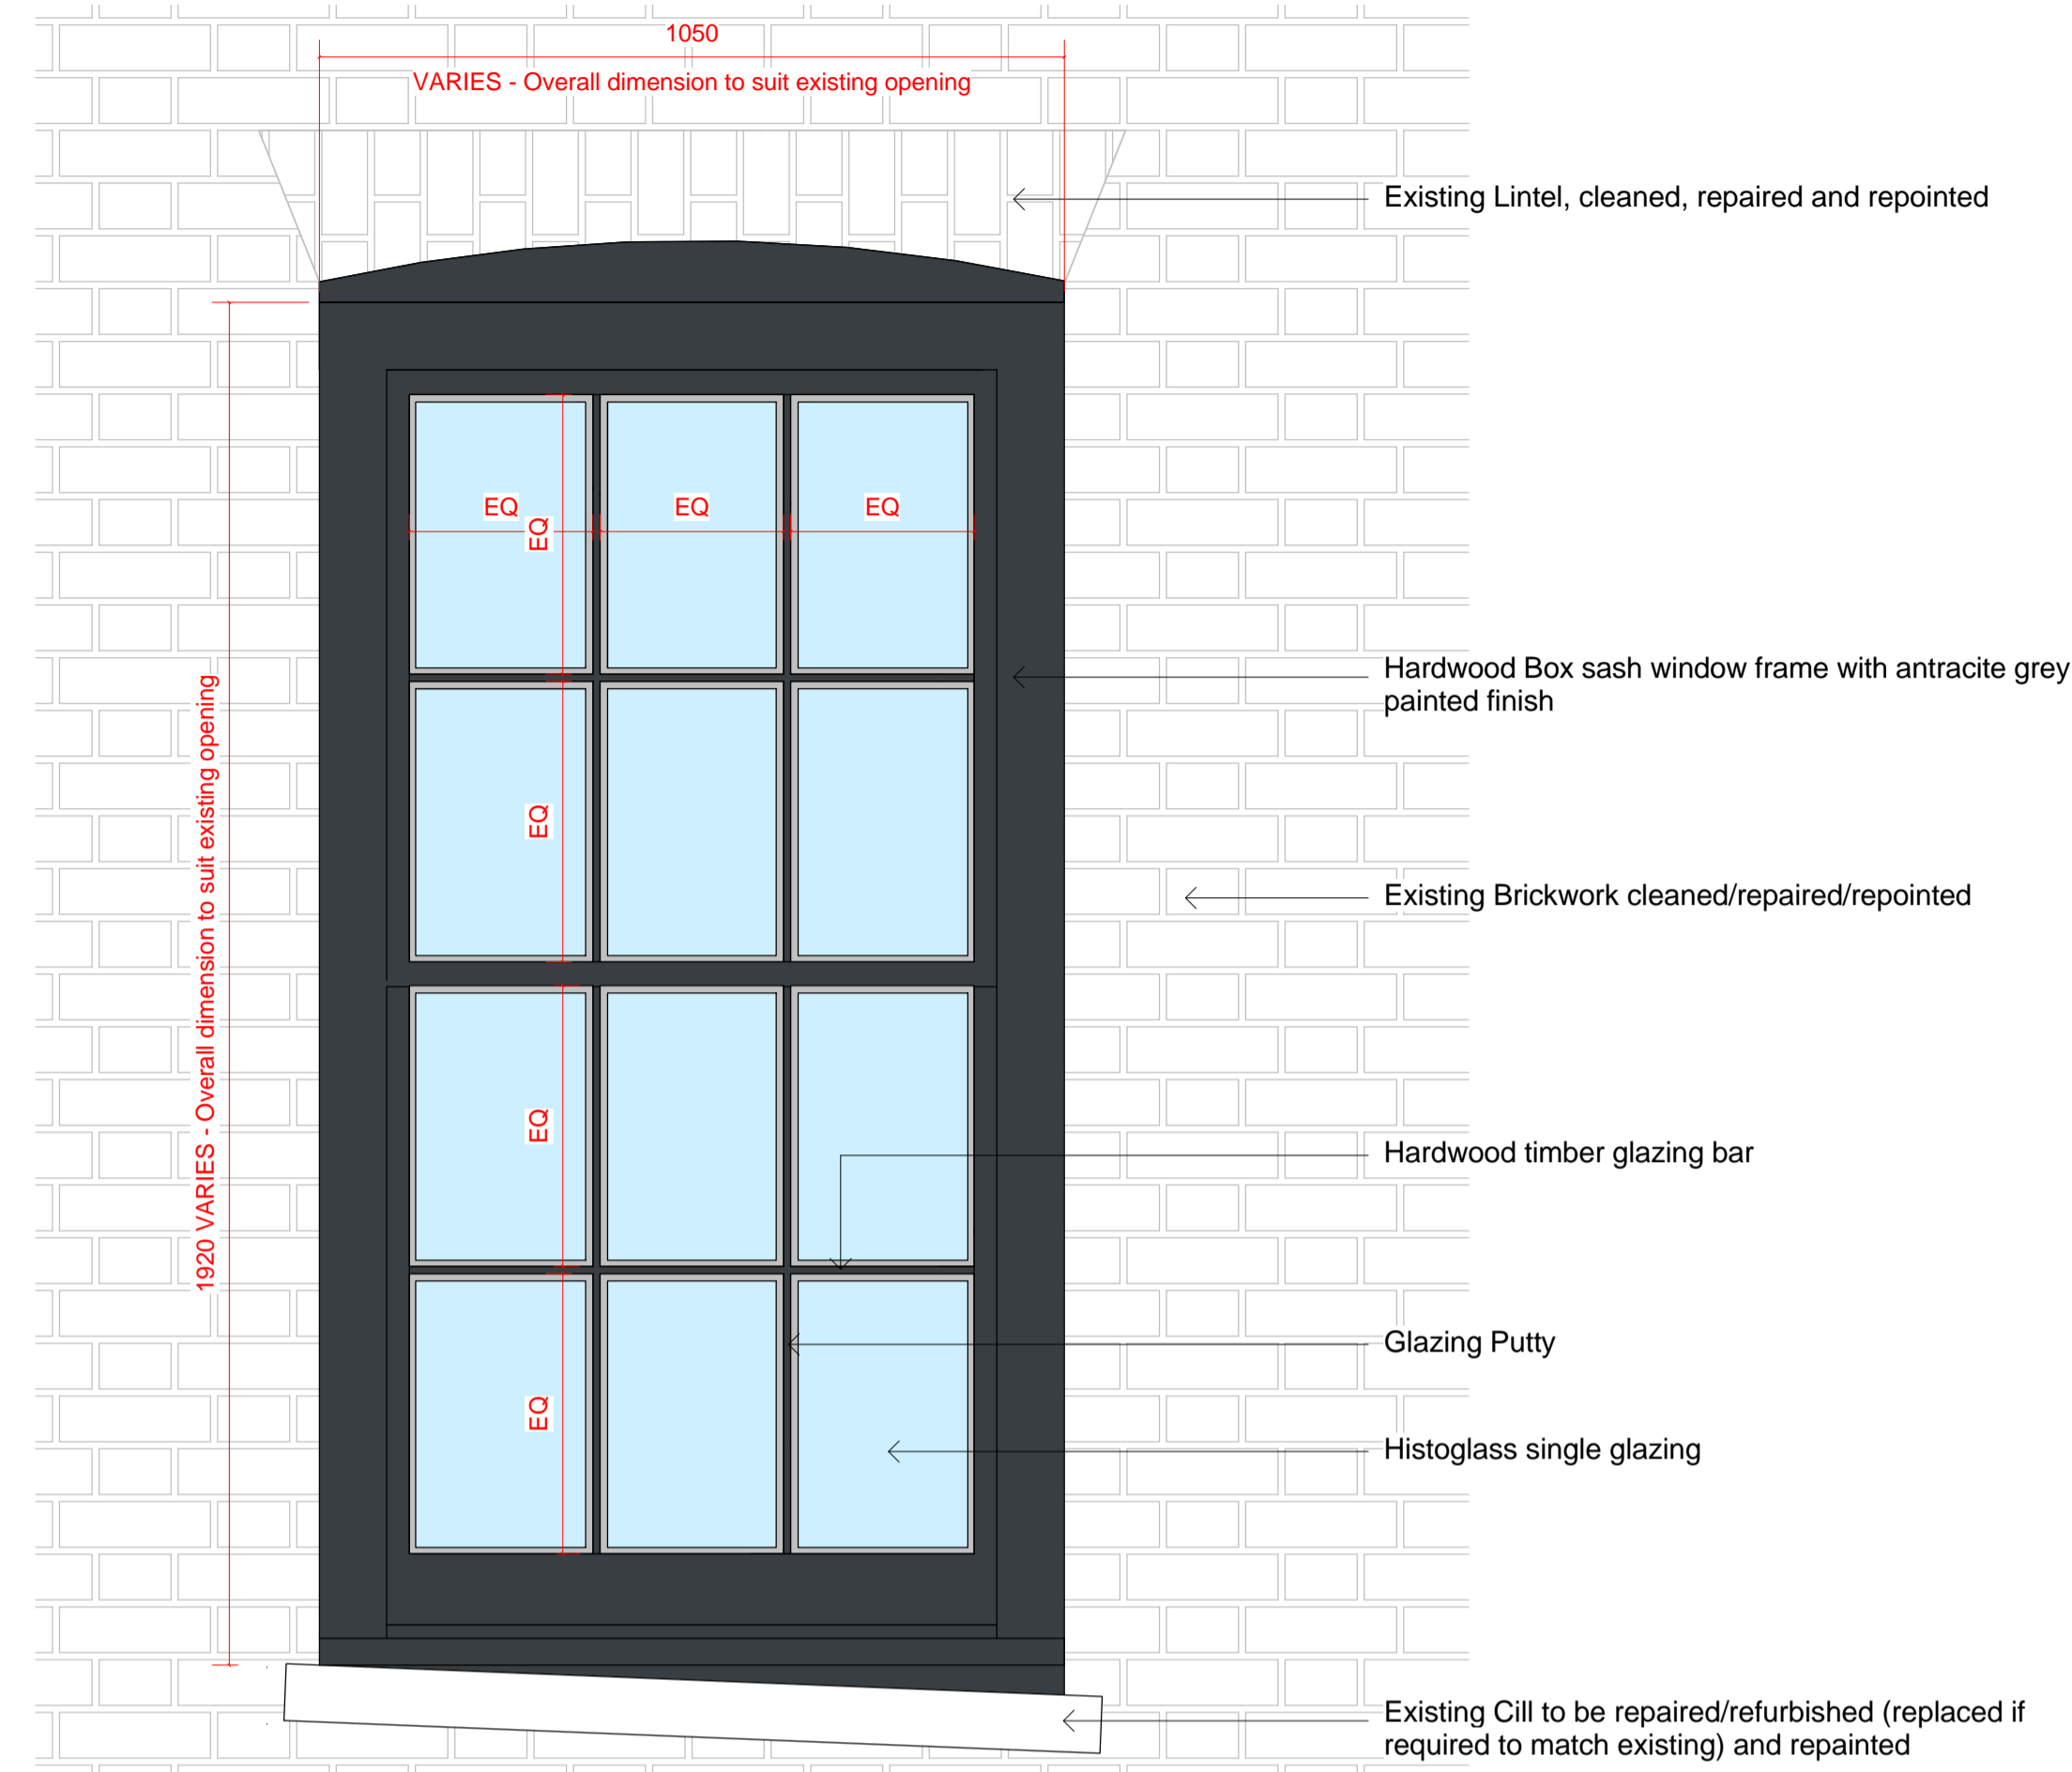 1050
VARIES - Overall dimension to suit existing opening
Existing Lintel, cleaned, repaired and repointed
EQ
EQ
EQ
EQ
Hardwood Box sash window frame with antracite grey
painted finish
1920 VARIES - Overall dimension to suit existing opening
EQ
Existing Brickwork cleaned/repaired/repointed
EQ
Hardwood timber glazing bar
Glazing Putty
EQ
Histoglass single glazing
Existing Cill to be repaired/refurbished (replaced if
required to match existing) and repainted